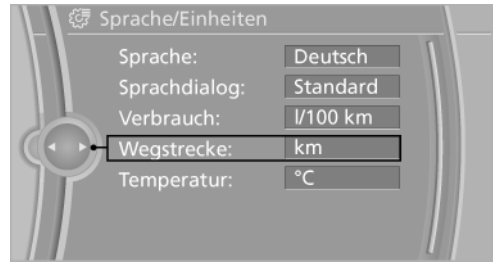 Sprache/Einheiten
Sprache: Deutsch
Sprachdialog: Standard
Verbrauch: l/100 km
Wegstrecke: km
Temperatur: °C